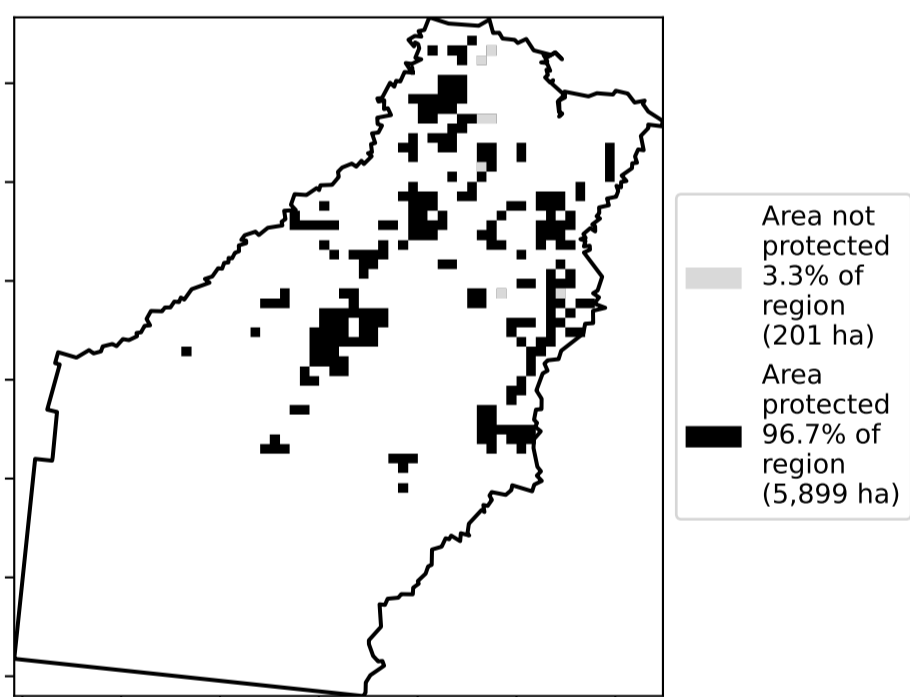 Area not
protected
3.3% of
region
(201 ha)
Area
protected
96.7% of
region
(5,899 ha)